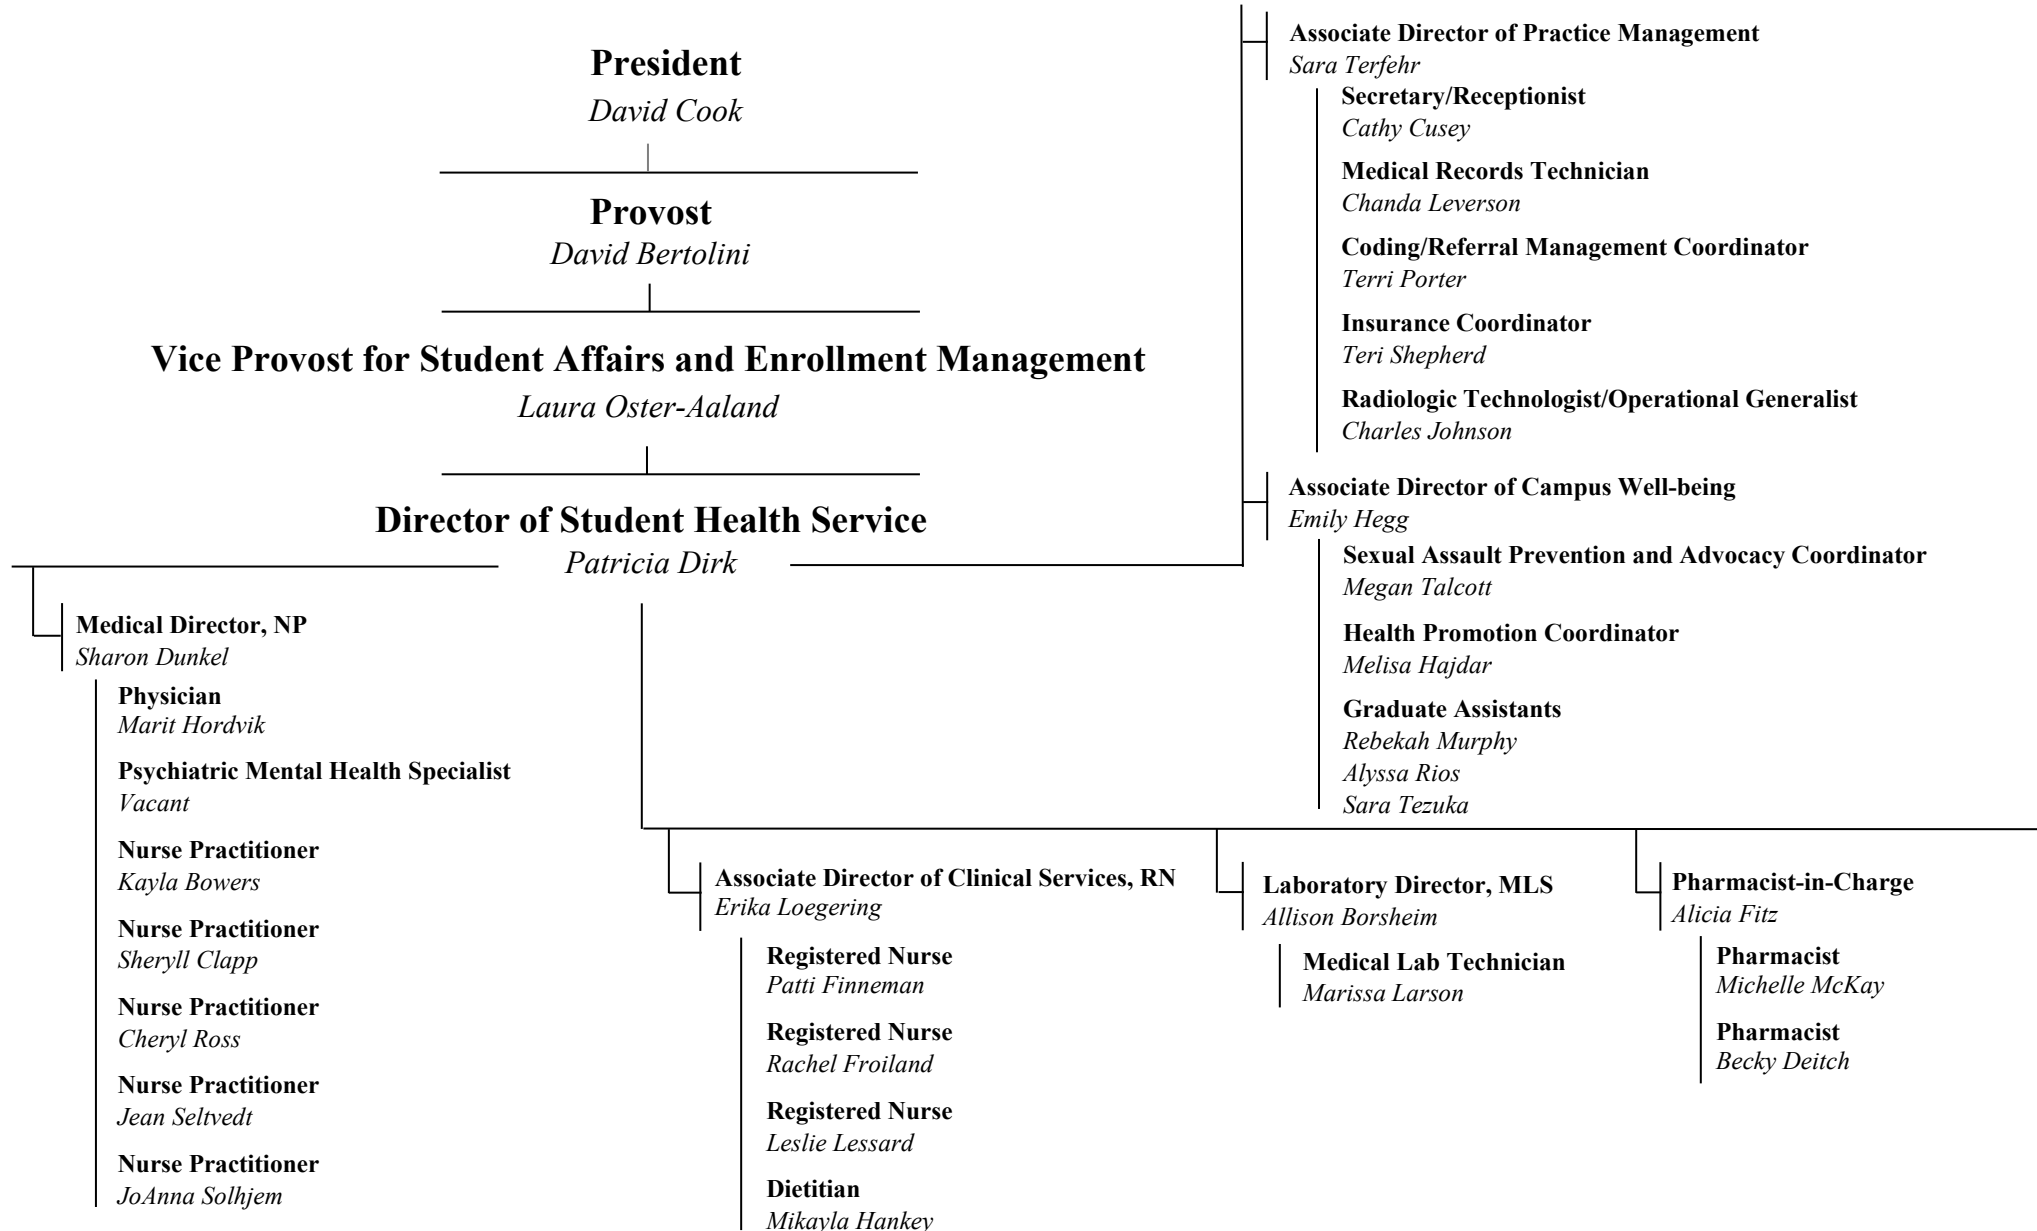 President
David Cook
Provost
David Bertolini
Vice Provost for Student Affairs and Enrollment Management
Laura Oster-Aaland
Director of Student Health Service
Patricia Dirk
Associate Director of Practice Management
Sara Terfehr
Secretary/Receptionist
Cathy Cusey
Medical Records Technician
Chanda Leverson
Coding/Referral Management Coordinator
Terri Porter
Insurance Coordinator
Teri Shepherd
Radiologic Technologist/Operational Generalist
Charles Johnson
Associate Director of Campus Well-being
Emily Hegg
Sexual Assault Prevention and Advocacy Coordinator
Megan Talcott
Health Promotion Coordinator
Melisa Hajdar
Graduate Assistants
Rebekah Murphy
Alyssa Rios
Sara Tezuka
Medical Director, NP
Sharon Dunkel
Physician
Marit Hordvik
Psychiatric Mental Health Specialist
Vacant
Nurse Practitioner
Kayla Bowers
Nurse Practitioner
Sheryll Clapp
Nurse Practitioner
Cheryl Ross
Nurse Practitioner
Jean Seltvedt
Nurse Practitioner
JoAnna Solhjem
Associate Director of Clinical Services, RN
Erika Loegering
Registered Nurse
Patti Finneman
Registered Nurse
Rachel Froiland
Registered Nurse
Leslie Lessard
Dietitian
Mikayla Hankey
Laboratory Director, MLS
Allison Borsheim
Medical Lab Technician
Marissa Larson
Pharmacist-in-Charge
Alicia Fitz
Pharmacist
Michelle McKay
Pharmacist
Becky Deitch